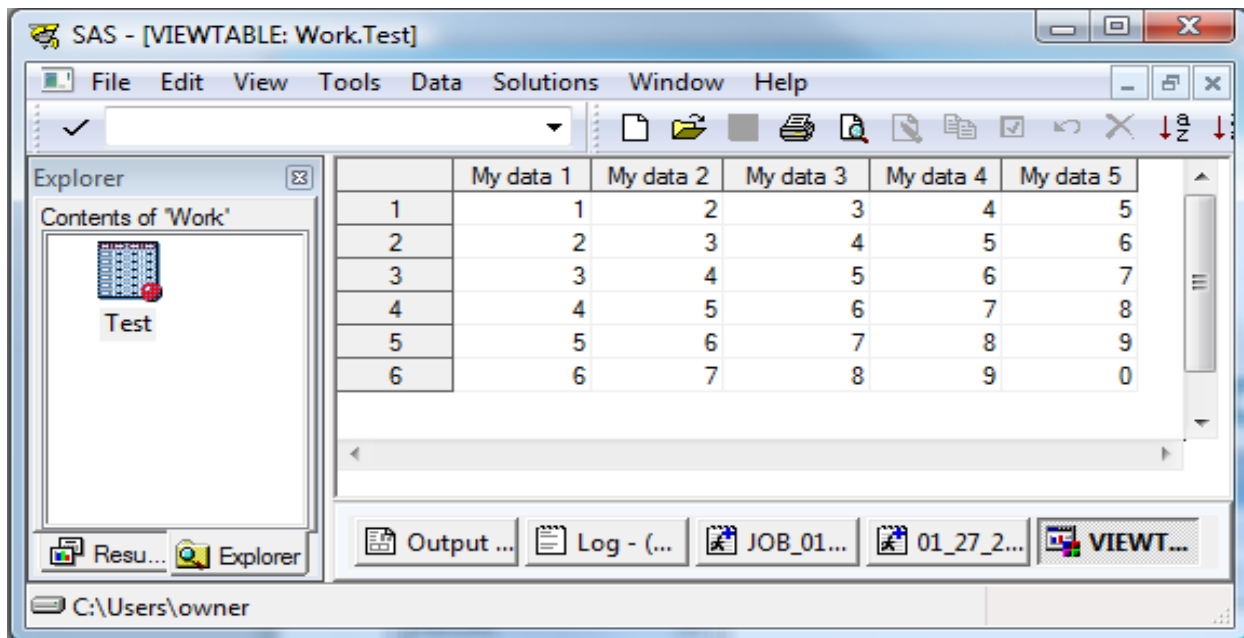 SAS - [VIEWTABLE: Work.Test]
File Edit View Tools Data Solutions Window Help
Explorer
Contents of 'Work'
Test
My data 1 My data 2 My data 3 My data 4 My data 5
1 1 2 3 4 5
2 2 3 4 5 6
3 3 4 5 6 7
4 4 5 6 7 8
5 5 6 7 8 9
6 6 7 8 9 0
Resu... Explorer
Output ... Log - (... JOB_01... 01_27_2... VIEWT...
C:\Users\owner